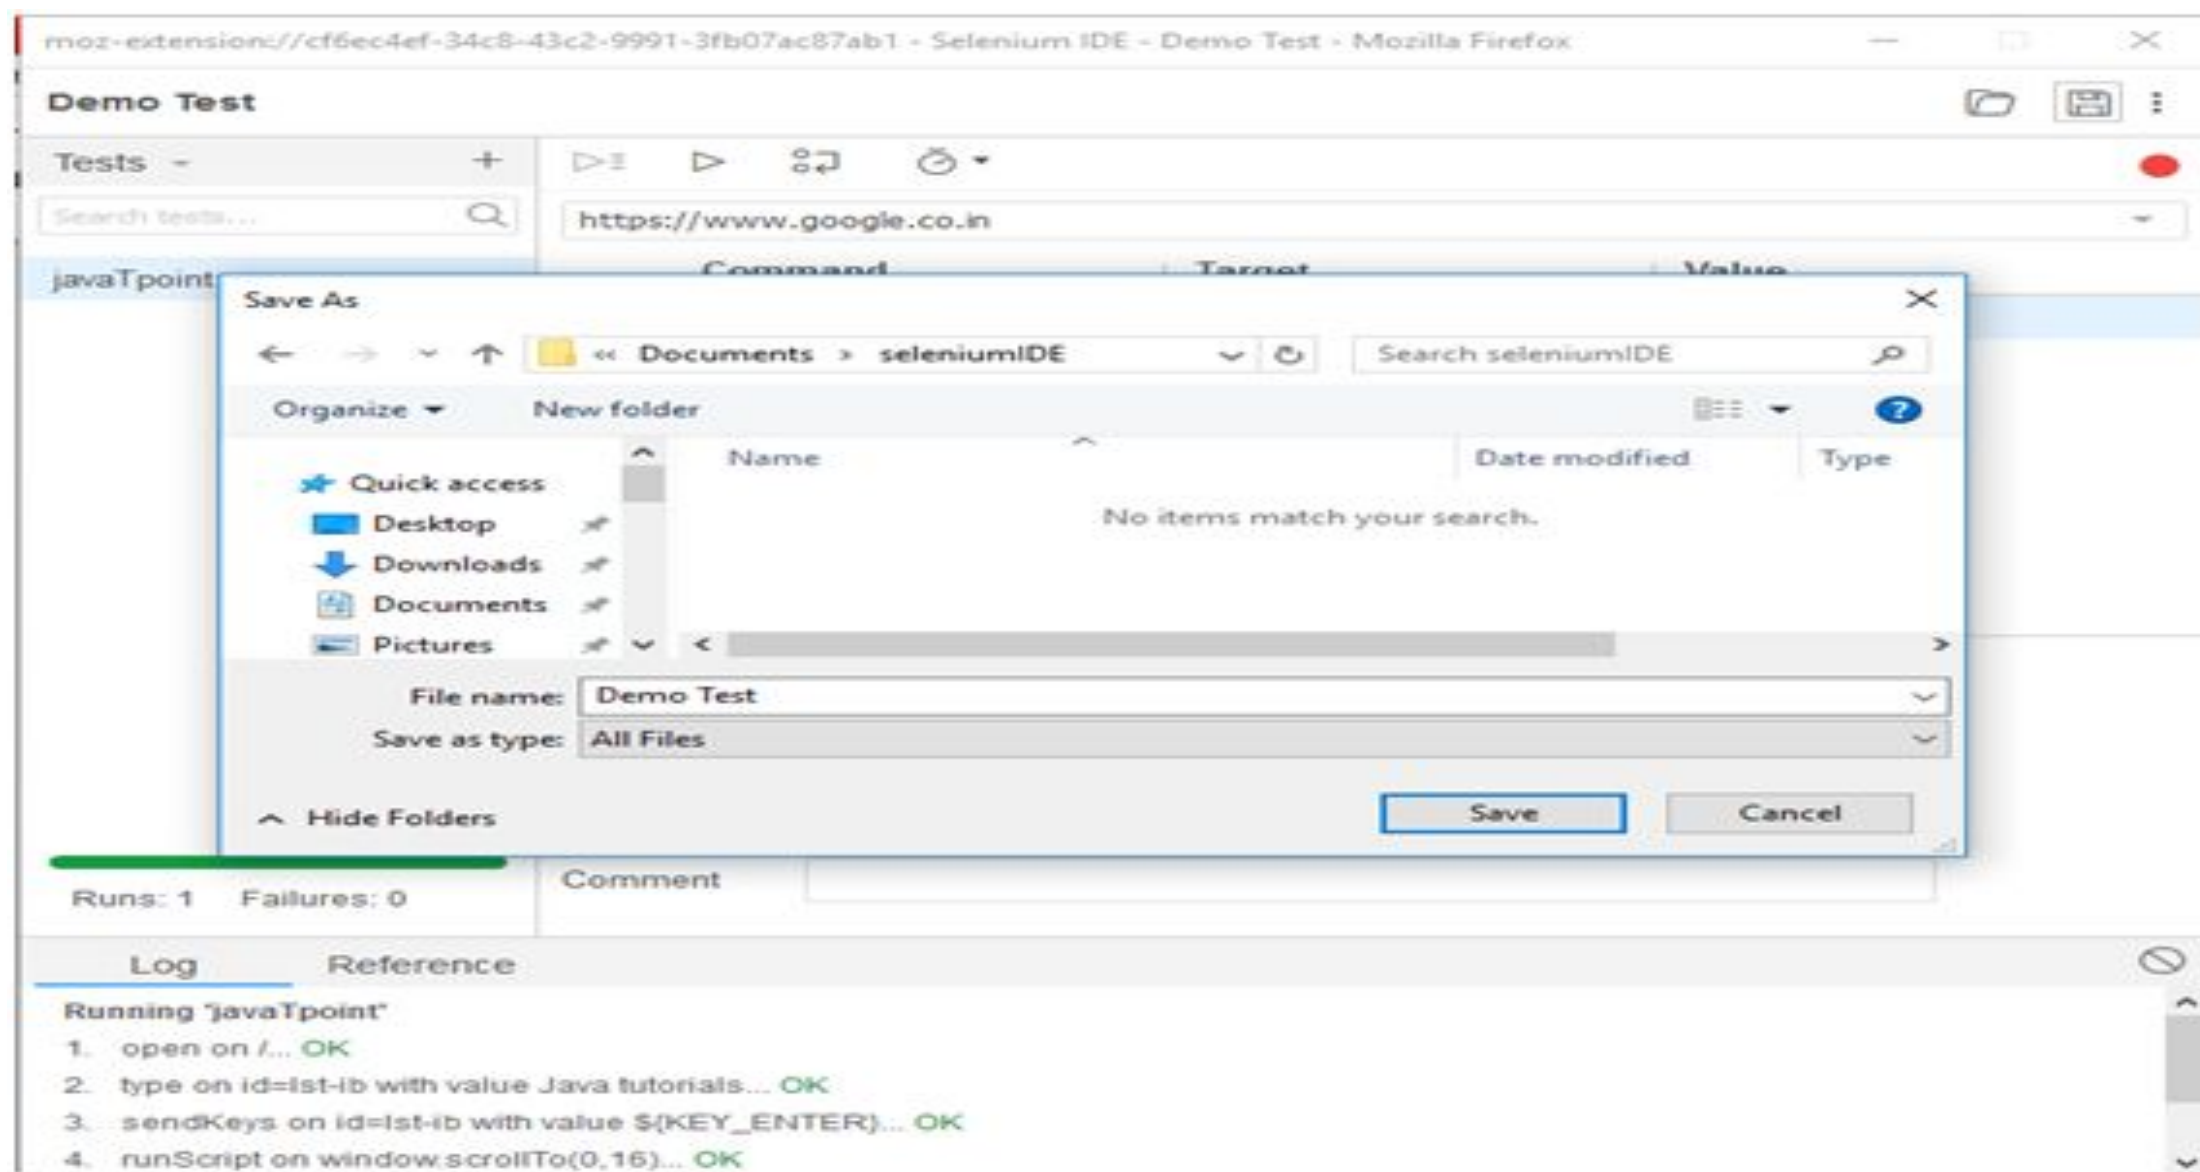 moz-extension://cf6ec4ef-34c8-43c2-9991-3fb07ac87ab1 - Selenium IDE - Demo Test - Mozilla Firefox
Demo Test
Tests
Search tests...
https://www.google.co.in
Command Target Value
javaTpoint
Save As
« Documents > seleniumIDE
Search seleniumIDE
Organize
New folder
Name
Date modified
Type
Quick access
Desktop
Downloads
Documents
Pictures
No items match your search.
File name: Demo Test
Save as type: All Files
Hide Folders
Save
Cancel
Runs: 1 Failures: 0
Comment
Log Reference
Running "javaTpoint"
1. open on /... OK
2. type on id=lst-ib with value Java tutorials... OK
3. sendKeys on id=lst-ib with value ${KEY_ENTER}... OK
4. runScript on window.scrollTo(0,16)... OK